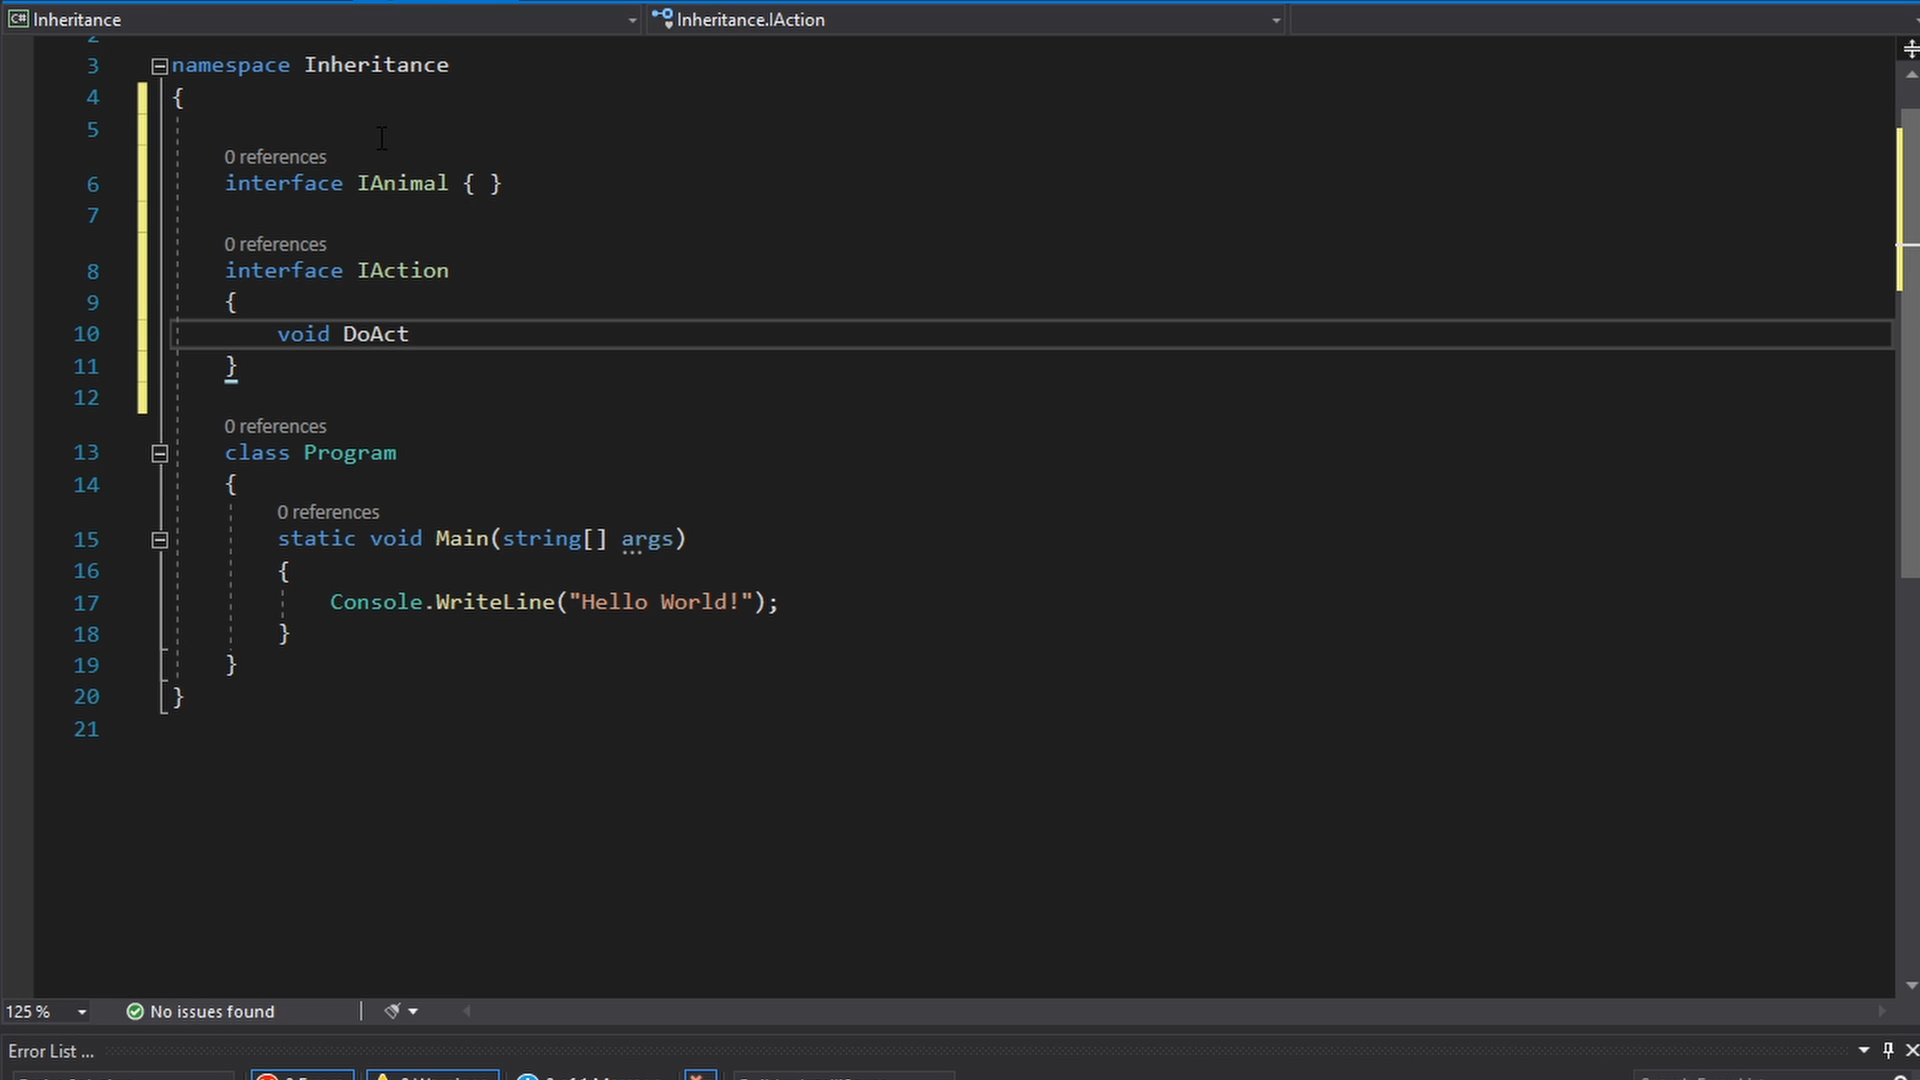 Inheritance
Inheritance.IAction
2
3 namespace Inheritance
4 {
5
0 references
6 interface IAnimal { }
7
0 references
8 interface IAction
9 {
10 void DoAct
11 }
12
0 references
13 class Program
14 {
0 references
15 static void Main(string[] args)
16 {
17 Console.WriteLine("Hello World!");
18 }
19 }
20 }
21
125 %
No issues found
Error List ...